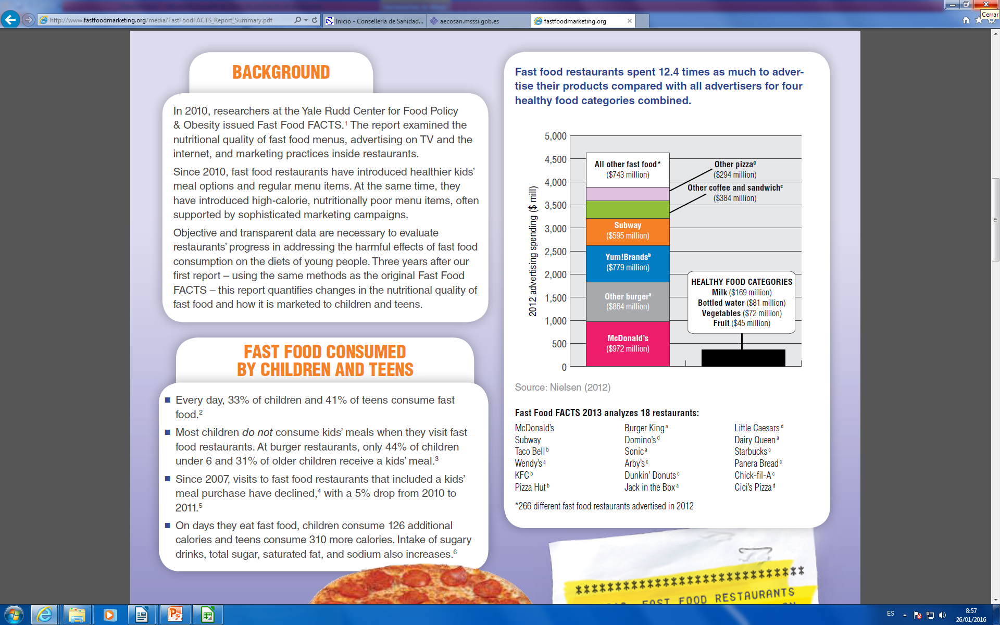 Cerrar
http://www.fastfoodmarketing.org/media/FastFoodFACTS_Report_Summary.pdf
Inicio - Consellería de Sanidad...
aecosan.msssi.gob.es
fastfoodmarketing.org
BACKGROUND
In 2010, researchers at the Yale Rudd Center for Food Policy
& Obesity issued Fast Food FACTS.¹ The report examined the
nutritional quality of fast food menus, advertising on TV and the
internet, and marketing practices inside restaurants.
Since 2010, fast food restaurants have introduced healthier kids’
meal options and regular menu items. At the same time, they
have introduced high-calorie, nutritionally poor menu items, often
supported by sophisticated marketing campaigns.
Objective and transparent data are necessary to evaluate
restaurants’ progress in addressing the harmful effects of fast food
consumption on the diets of young people. Three years after our
first report – using the same methods as the original Fast Food
FACTS – this report quantifies changes in the nutritional quality of
fast food and how it is marketed to children and teens.
FAST FOOD CONSUMED
BY CHILDREN AND TEENS
Every day, 33% of children and 41% of teens consume fast
food.²
Most children do not consume kids’ meals when they visit fast
food restaurants. At burger restaurants, only 44% of children
under 6 and 31% of older children receive a kids’ meal.³
Since 2007, visits to fast food restaurants that included a kids’
meal purchase have declined,⁴ with a 5% drop from 2010 to
2011.⁵
On days they eat fast food, children consume 126 additional
calories and teens consume 310 more calories. Intake of sugary
drinks, total sugar, saturated fat, and sodium also increases.⁶
Fast food restaurants spent 12.4 times as much to adver-
tise their products compared with all advertisers for four
healthy food categories combined.
2012 advertising spending ($ mill)
5,000
4,500
4,000
3,500
3,000
2,500
2,000
1,500
1,000
500
0
All other fast food*
($743 million)
Other pizzaᵈ
($294 million)
Other coffee and sandwichᶜ
($384 million)
Subway
($595 million)
Yum!Brandsᵇ
($779 million)
Other burgerᵃ
($864 million)
McDonald’s
($972 million)
HEALTHY FOOD CATEGORIES
Milk ($169 million)
Bottled water ($81 million)
Vegetables ($72 million)
Fruit ($45 million)
Source: Nielsen (2012)
Fast Food FACTS 2013 analyzes 18 restaurants:
McDonald’s
Subway
Taco Bell ᵇ
Wendy’s ᵃ
KFC ᵇ
Pizza Hut ᵇ
Burger King ᵃ
Domino’s ᵈ
Sonic ᵃ
Arby’s ᶜ
Dunkin’ Donuts ᶜ
Jack in the Box ᵃ
Little Caesars ᵈ
Dairy Queen ᵃ
Starbucks ᶜ
Panera Bread ᶜ
Chick-fil-A ᶜ
Cici’s Pizza ᵈ
*266 different fast food restaurants advertised in 2012
*****************************
FAST FOOD RESTAURANTS
ES
8:57
26/01/2016